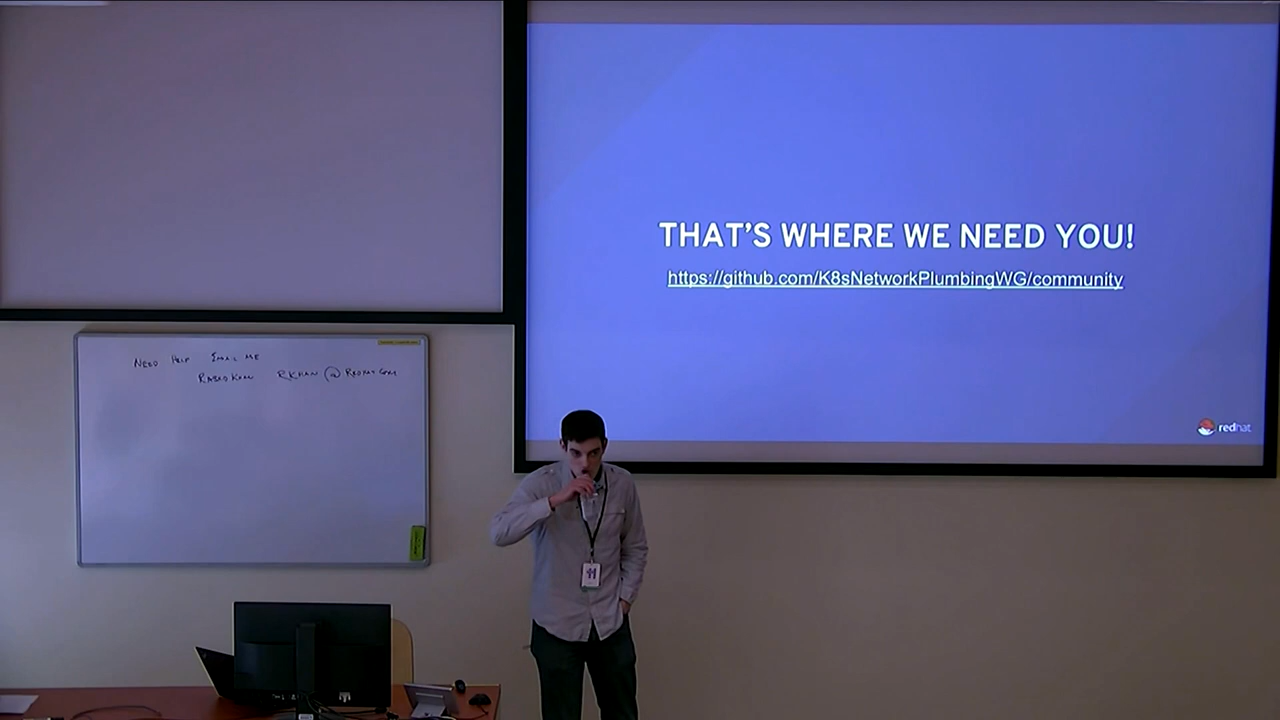 THAT'S WHERE WE NEED YOU!
https://github.com/K8sNetworkPlumbingWG/community
redhat
NEED HELP EMAIL ME
RKHAN @ REDHAT.COM